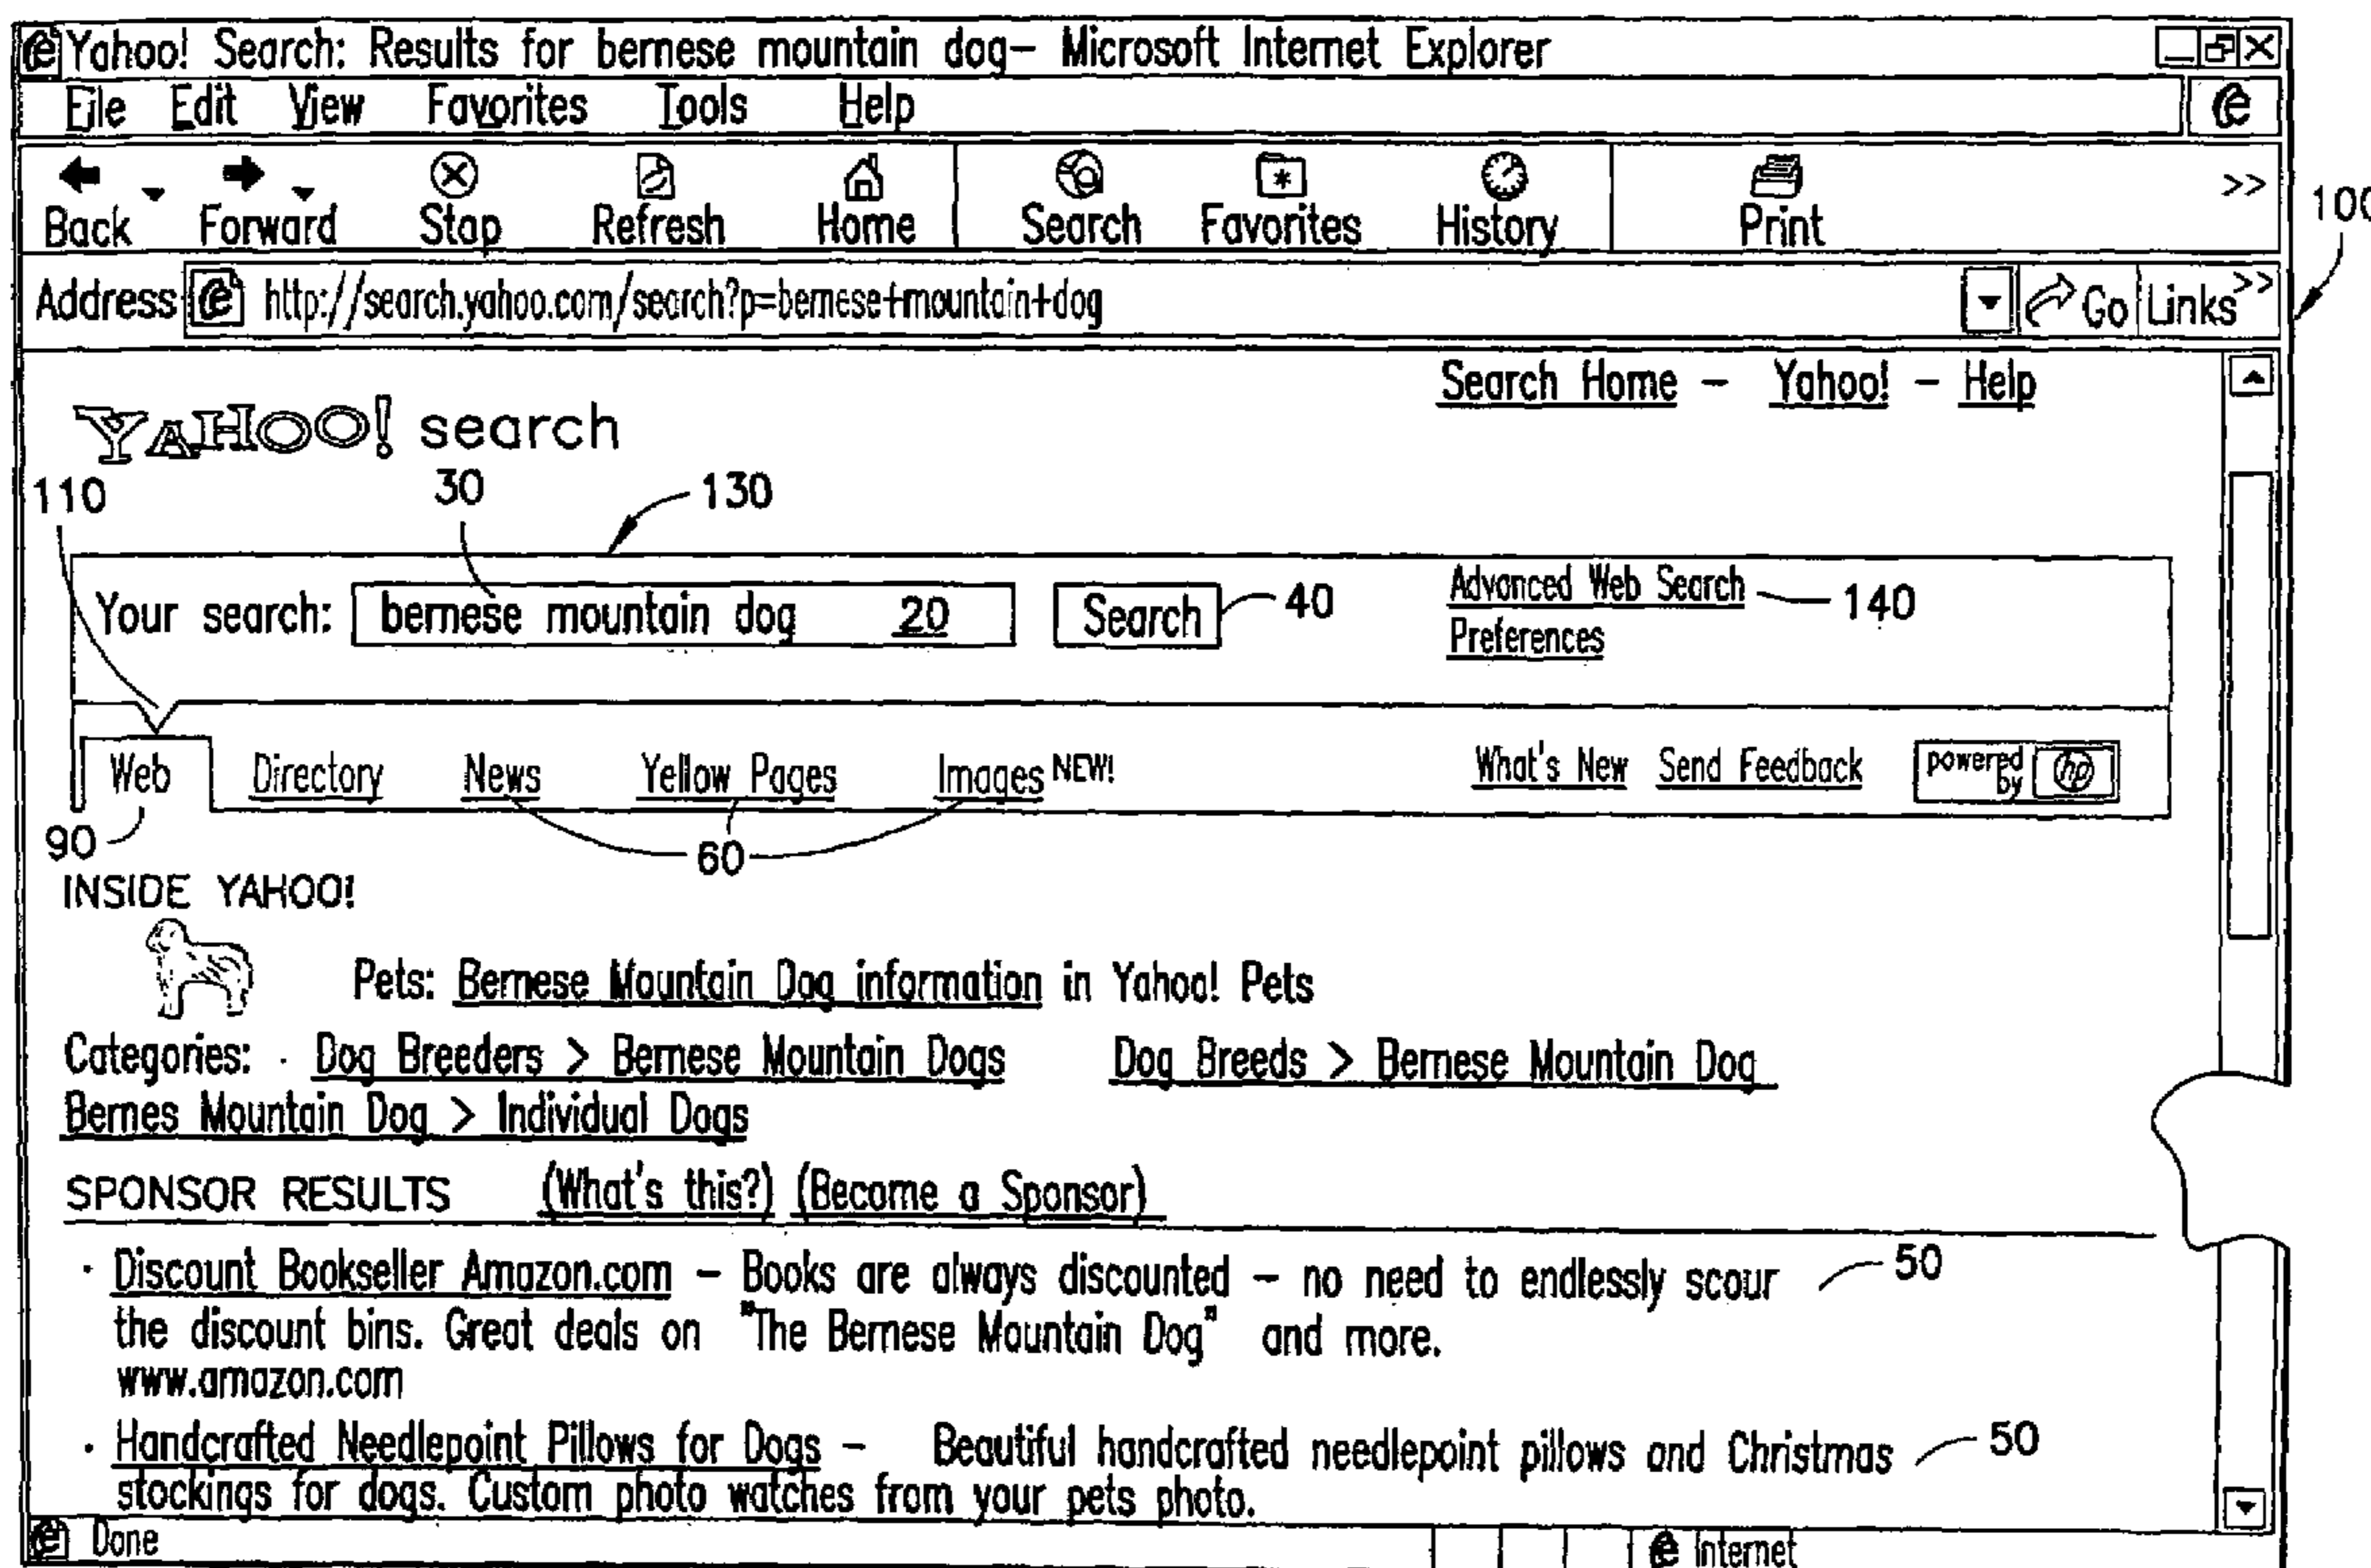 Yahoo! Search: Results for bernese mountain dog– Microsoft Internet Explorer
File Edit View Favorites Tools Help
Back Forward Stop Refresh Home Search Favorites History Print >>
100
Address http://search.yahoo.com/search?p=bernese+mountain+dog Go Links >>
Search Home – Yahoo! – Help
YAHOO! search
110 30 130
Your search: bernese mountain dog 20 Search 40 Advanced Web Search 140
Preferences
Web Directory News Yellow Pages Images NEW! What's New Send Feedback powered by hp
90 60
INSIDE YAHOO!
Pets: Bernese Mountain Dog information in Yahoo! Pets
Categories: Dog Breeders > Bernese Mountain Dogs Dog Breeds > Bernese Mountain Dog
Bernes Mountain Dog > Individual Dogs
SPONSOR RESULTS (What's this?) (Become a Sponsor)
· Discount Bookseller Amazon.com – Books are always discounted – no need to endlessly scour 50
the discount bins. Great deals on "The Bernese Mountain Dog" and more.
www.amazon.com
· Handcrafted Needlepoint Pillows for Dogs – Beautiful handcrafted needlepoint pillows and Christmas 50
stockings for dogs. Custom photo watches from your pets photo.
Done Internet